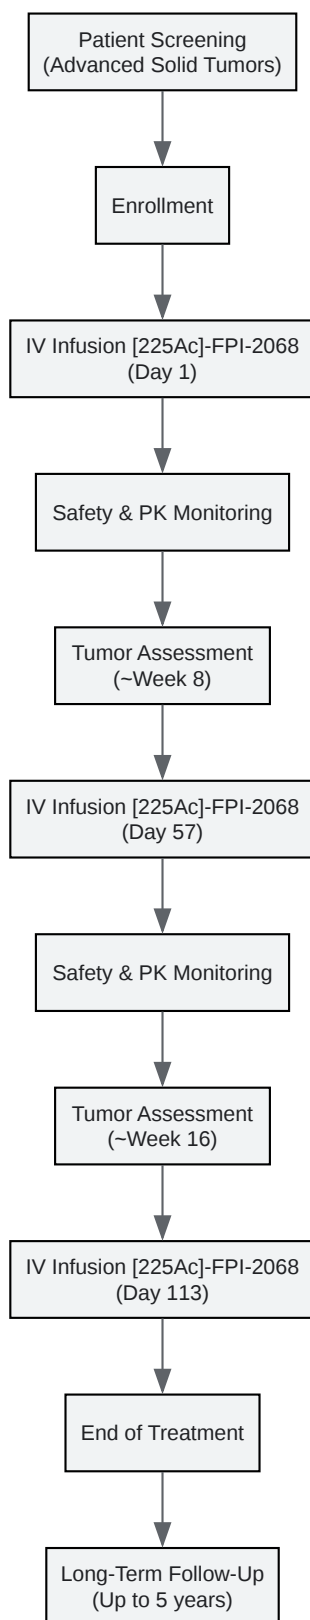 Patient Screening
(Advanced Solid Tumors)
Enrollment
IV Infusion [225Ac]-FPI-2068
(Day 1)
Safety & PK Monitoring
Tumor Assessment
(~Week 8)
IV Infusion [225Ac]-FPI-2068
(Day 57)
Safety & PK Monitoring
Tumor Assessment
(~Week 16)
IV Infusion [225Ac]-FPI-2068
(Day 113)
End of Treatment
Long-Term Follow-Up
(Up to 5 years)